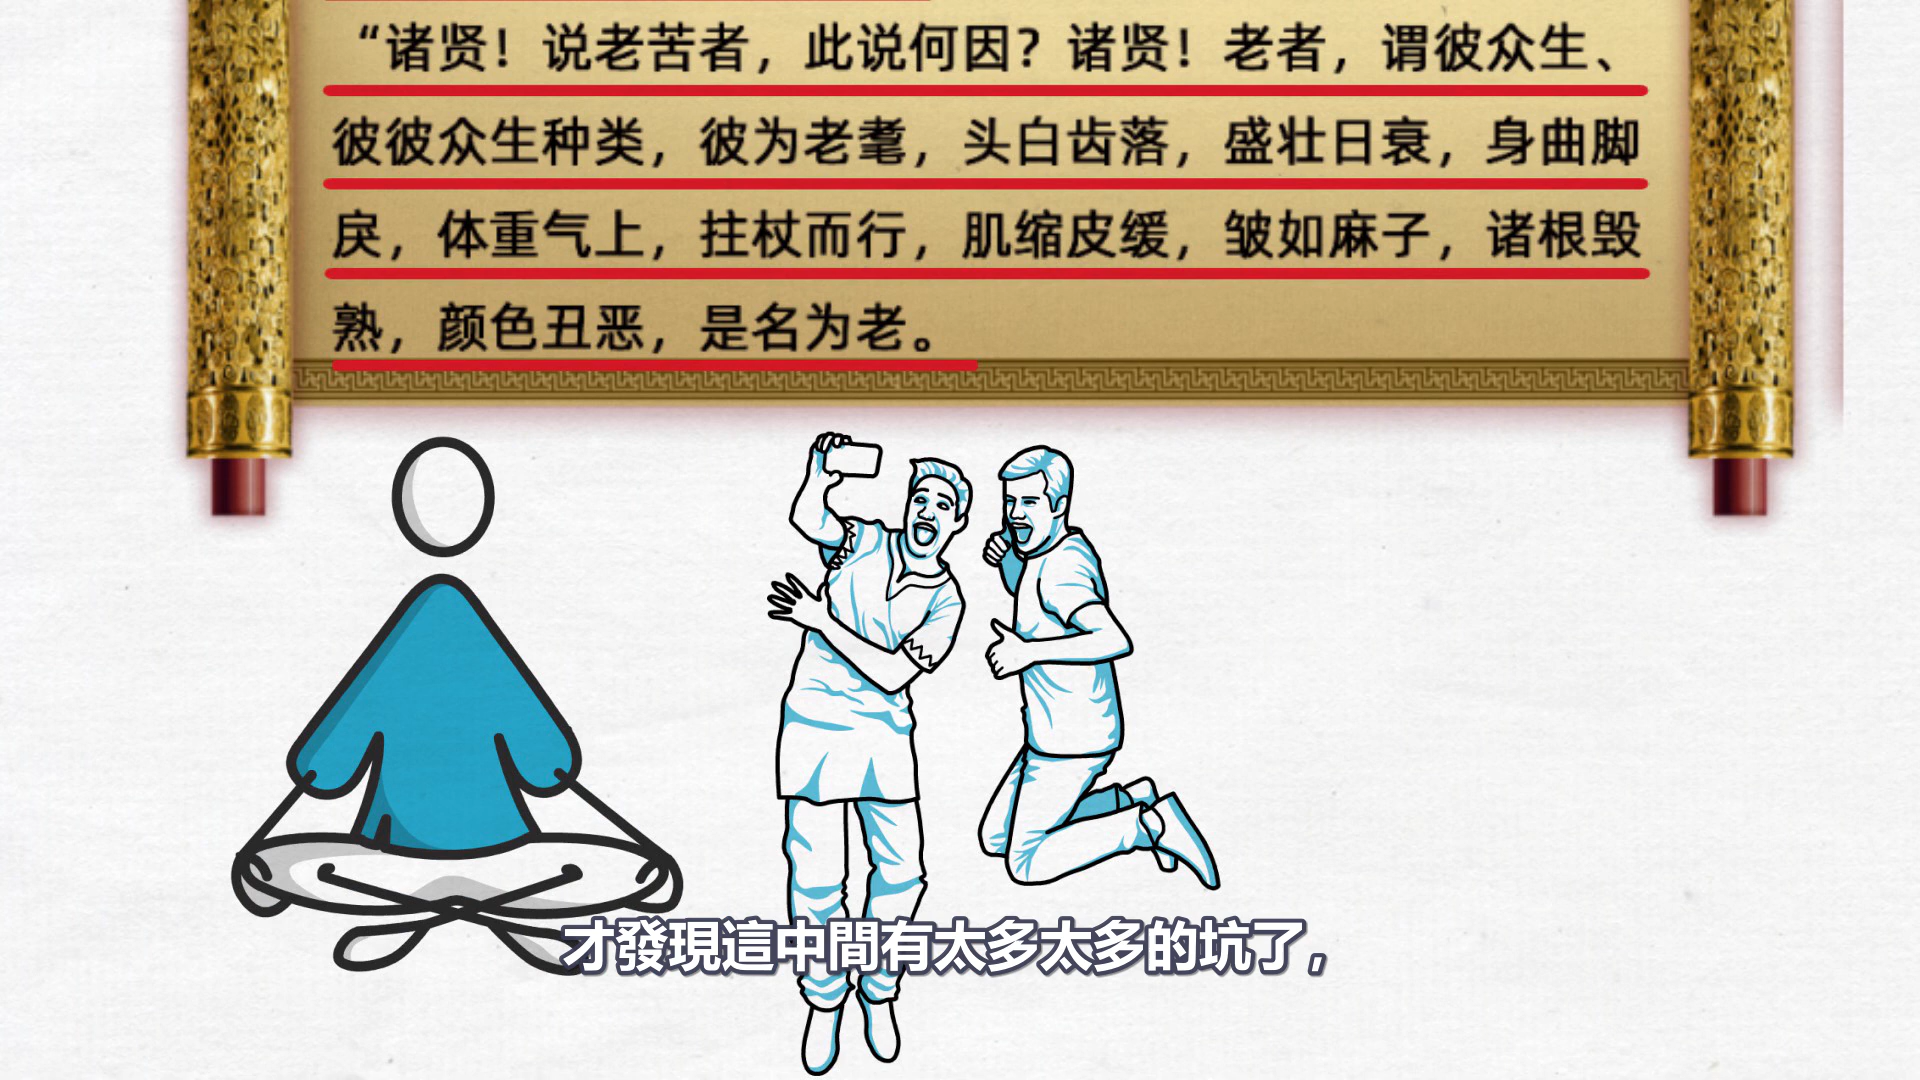 “诸贤！说老苦者，此说何因？诸贤！老者，谓彼众生、
彼彼众生种类，彼为老耄，头白齿落，盛壮日衰，身曲脚
戾，体重气上，拄杖而行，肌缩皮缓，皱如麻子，诸根毁
熟，颜色丑恶，是名为老。
才發現這中間有太多太多的坑了，